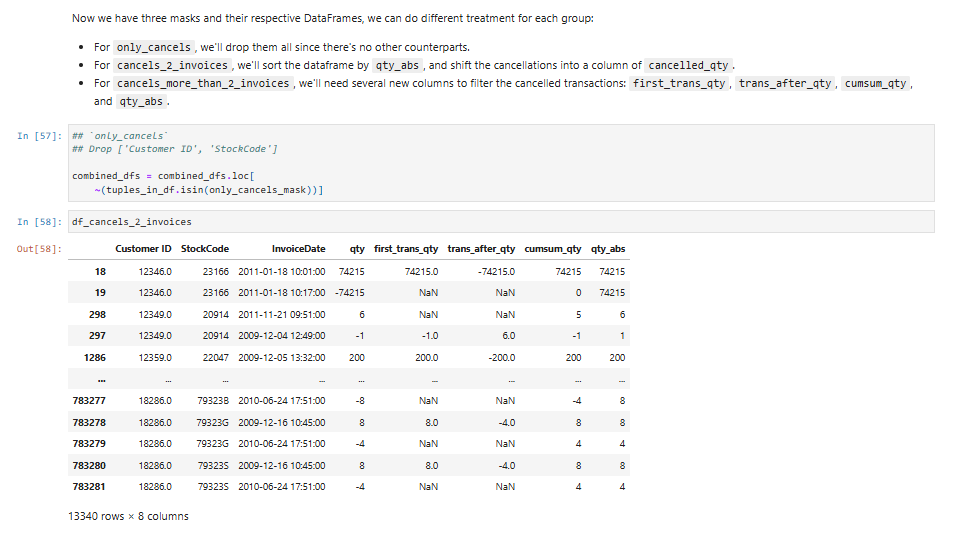 Now we have three masks and their respective DataFrames, we can do different treatment for each group:
• For only_cancels , we'll drop them all since there's no other counterparts.
• For cancels_2_invoices , we'll sort the dataframe by qty_abs , and shift the cancellations into a column of cancelled_qty .
• For cancels_more_than_2_invoices , we'll need several new columns to filter the cancelled transactions: first_trans_qty , trans_after_qty , cumsum_qty ,
and qty_abs .
In [57]: ## `only_cancels`
## Drop ['Customer ID', 'StockCode']
combined_dfs = combined_dfs.loc[
~(tuples_in_df.isin(only_cancels_mask))]
In [58]: df_cancels_2_invoices
Out[58]: Customer ID StockCode InvoiceDate qty first_trans_qty trans_after_qty cumsum_qty qty_abs
18 12346.0 23166 2011-01-18 10:01:00 74215 74215.0 -74215.0 74215 74215
19 12346.0 23166 2011-01-18 10:17:00 -74215 NaN NaN 0 74215
298 12349.0 20914 2011-11-21 09:51:00 6 NaN NaN 5 6
297 12349.0 20914 2009-12-04 12:49:00 -1 -1.0 6.0 -1 1
1286 12359.0 22047 2009-12-05 13:32:00 200 200.0 -200.0 200 200
... ... ... ... ... ... ... ... ...
783277 18286.0 79323B 2010-06-24 17:51:00 -8 NaN NaN -4 8
783278 18286.0 79323G 2009-12-16 10:45:00 8 8.0 -4.0 8 8
783279 18286.0 79323G 2010-06-24 17:51:00 -4 NaN NaN 4 4
783280 18286.0 79323S 2009-12-16 10:45:00 8 8.0 -4.0 8 8
783281 18286.0 79323S 2010-06-24 17:51:00 -4 NaN NaN 4 4
13340 rows × 8 columns